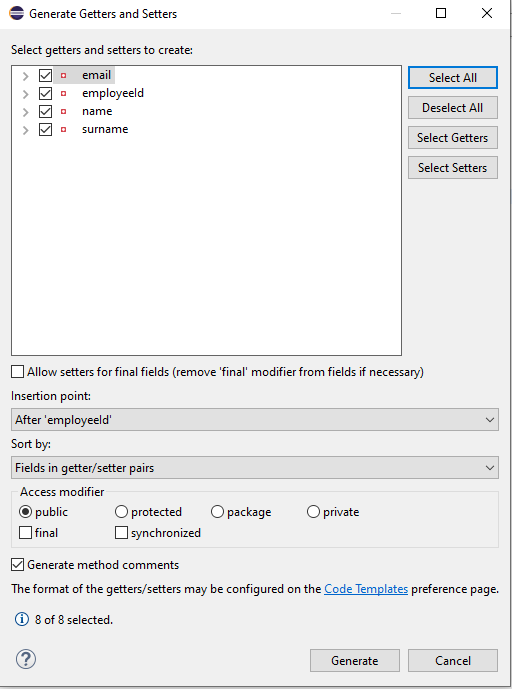 Generate Getters and Setters
Select getters and setters to create:
email
employeeId
name
surname
Select All
Deselect All
Select Getters
Select Setters
Allow setters for final fields (remove 'final' modifier from fields if necessary)
Insertion point:
After 'employeeId'
Sort by:
Fields in getter/setter pairs
Access modifier
public protected package private
final synchronized
Generate method comments
The format of the getters/setters may be configured on the Code Templates preference page.
8 of 8 selected.
Generate Cancel